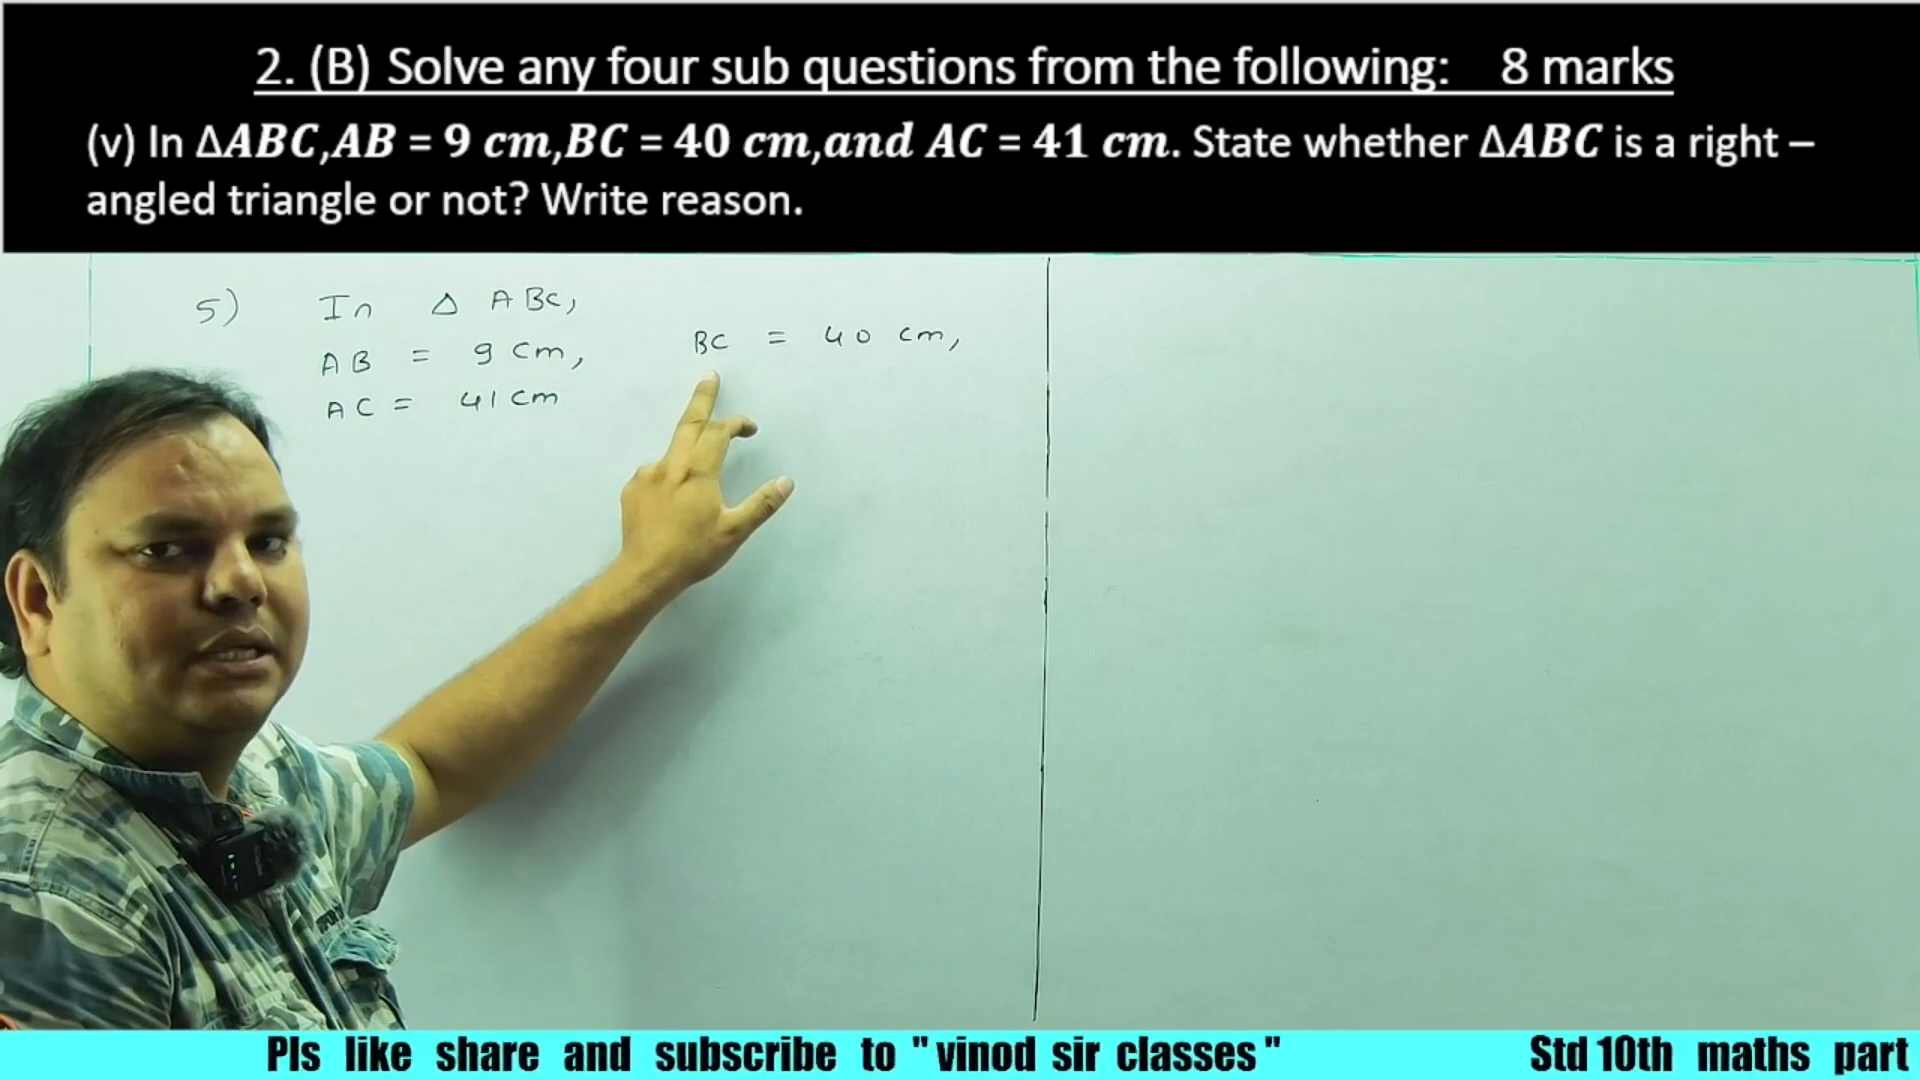 2. (B) Solve any four sub questions from the following: 8 marks
(v) In ΔABC,AB = 9 cm,BC = 40 cm,and AC = 41 cm. State whether ΔABC is a right –
angled triangle or not? Write reason.
5) In Δ ABC,
AB = 9 cm, BC = 40 cm,
AC = 41 cm
Pls like share and subscribe to "vinod sir classes" Std 10th maths part